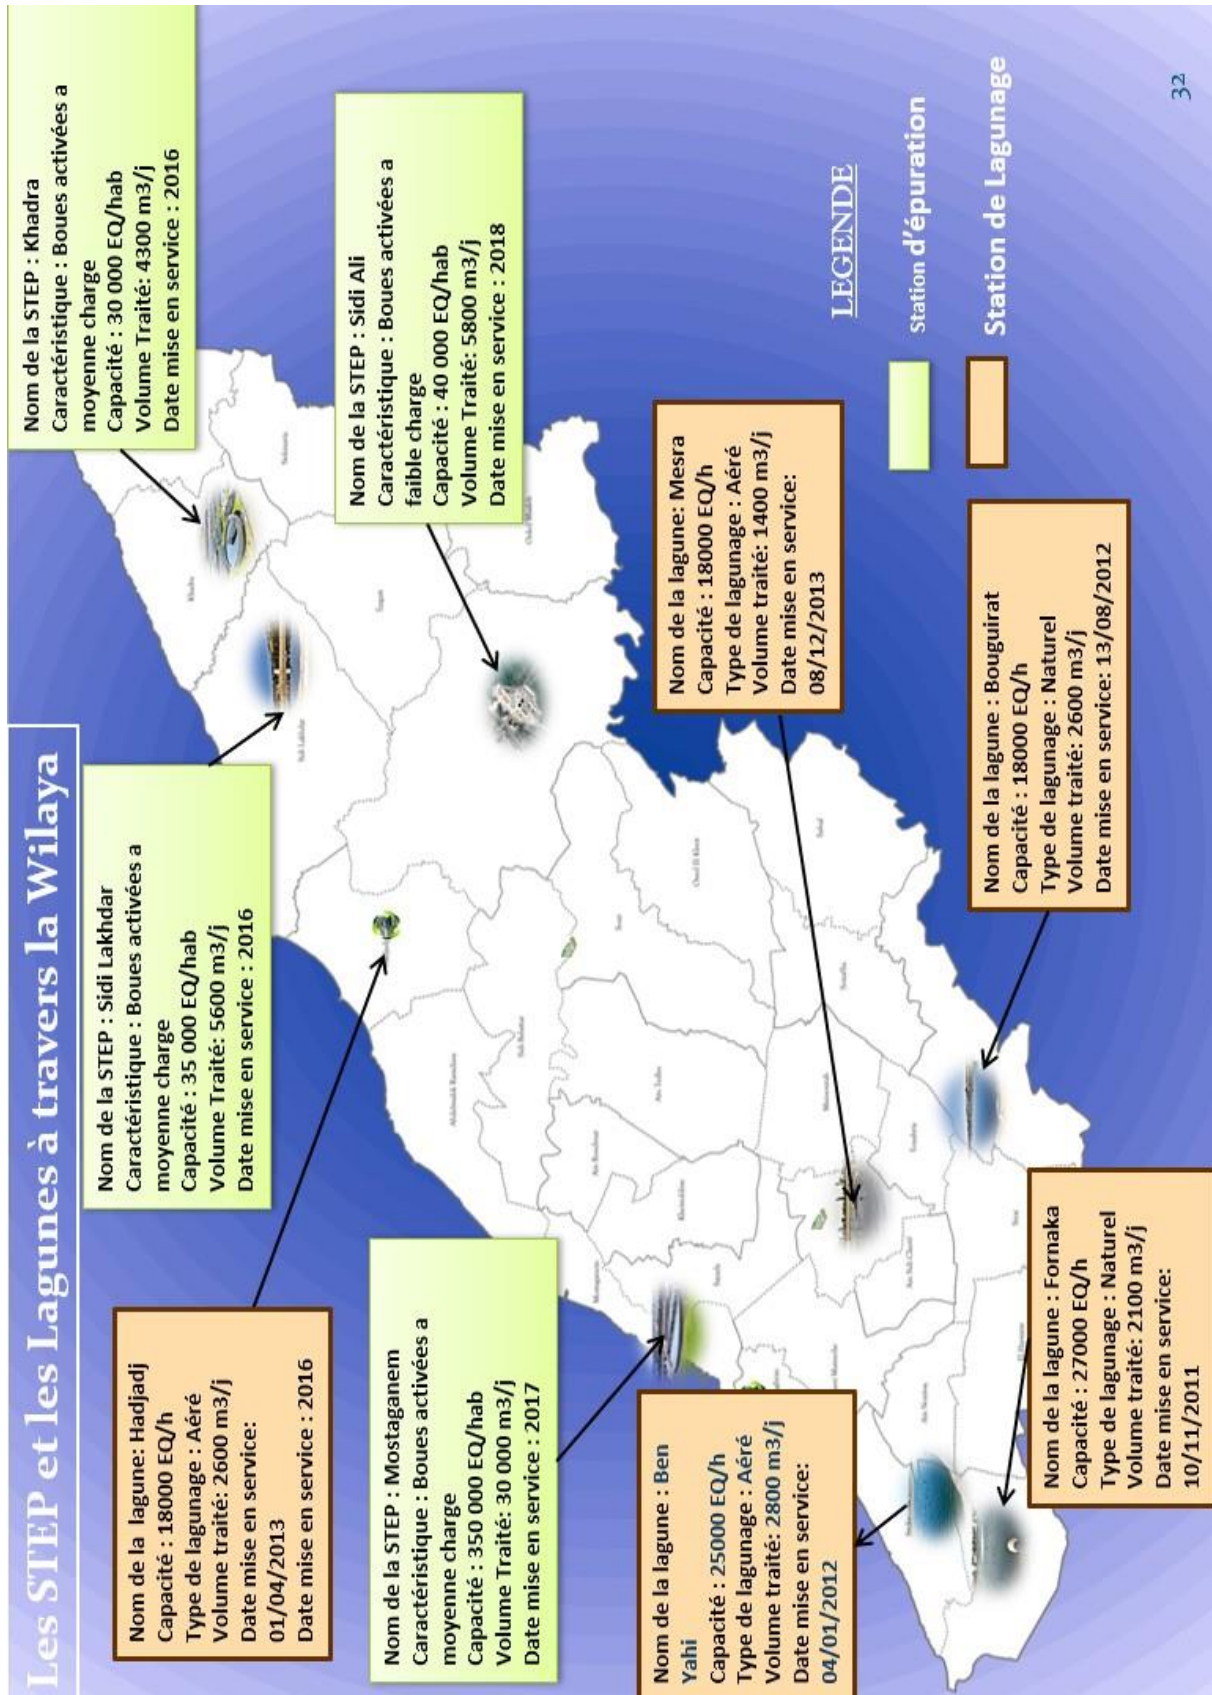 Les STEP et les Lagunes à travers la Wilaya
Nom de la STEP : Khadra
Caractéristique : Boues activées a
moyenne charge
Capacité : 30 000 EQ/hab
Volume Traité: 4300 m3/j
Date mise en service : 2016
Nom de la STEP : Sidi Lakhdar
Caractéristique : Boues activées a
moyenne charge
Capacité : 35 000 EQ/hab
Volume Traité: 5600 m3/j
Date mise en service : 2016
Nom de la lagune: Hadjadj
Capacité : 18000 EQ/h
Type de lagunage : Aéré
Volume traité: 2600 m3/j
Date mise en service:
01/04/2013
Date mise en service : 2016
Nom de la STEP : Sidi Ali
Caractéristique : Boues activées a
faible charge
Capacité : 40 000 EQ/hab
Volume Traité: 5800 m3/j
Date mise en service : 2018
Nom de la STEP : Mostaganem
Caractéristique : Boues activées a
moyenne charge
Capacité : 350 000 EQ/hab
Volume Traité: 30 000 m3/j
Date mise en service : 2017
Nom de la lagune : Ben
Yahi
Capacité : 25000 EQ/h
Type de lagunage : Aéré
Volume traité: 2800 m3/j
Date mise en service:
04/01/2012
Nom de la lagune: Mesra
Capacité : 18000 EQ/h
Type de lagunage : Aéré
Volume traité: 1400 m3/j
Date mise en service:
08/12/2013
Nom de la lagune : Bouguirat
Capacité : 18000 EQ/h
Type de lagunage : Naturel
Volume traité: 2600 m3/j
Date mise en service: 13/08/2012
Nom de la lagune : Fornaka
Capacité : 27000 EQ/h
Type de lagunage : Naturel
Volume traité: 2100 m3/j
Date mise en service:
10/11/2011
LEGENDE
Station d'épuration
Station de Lagunage
Khadra
Sidi Lakhdar
32